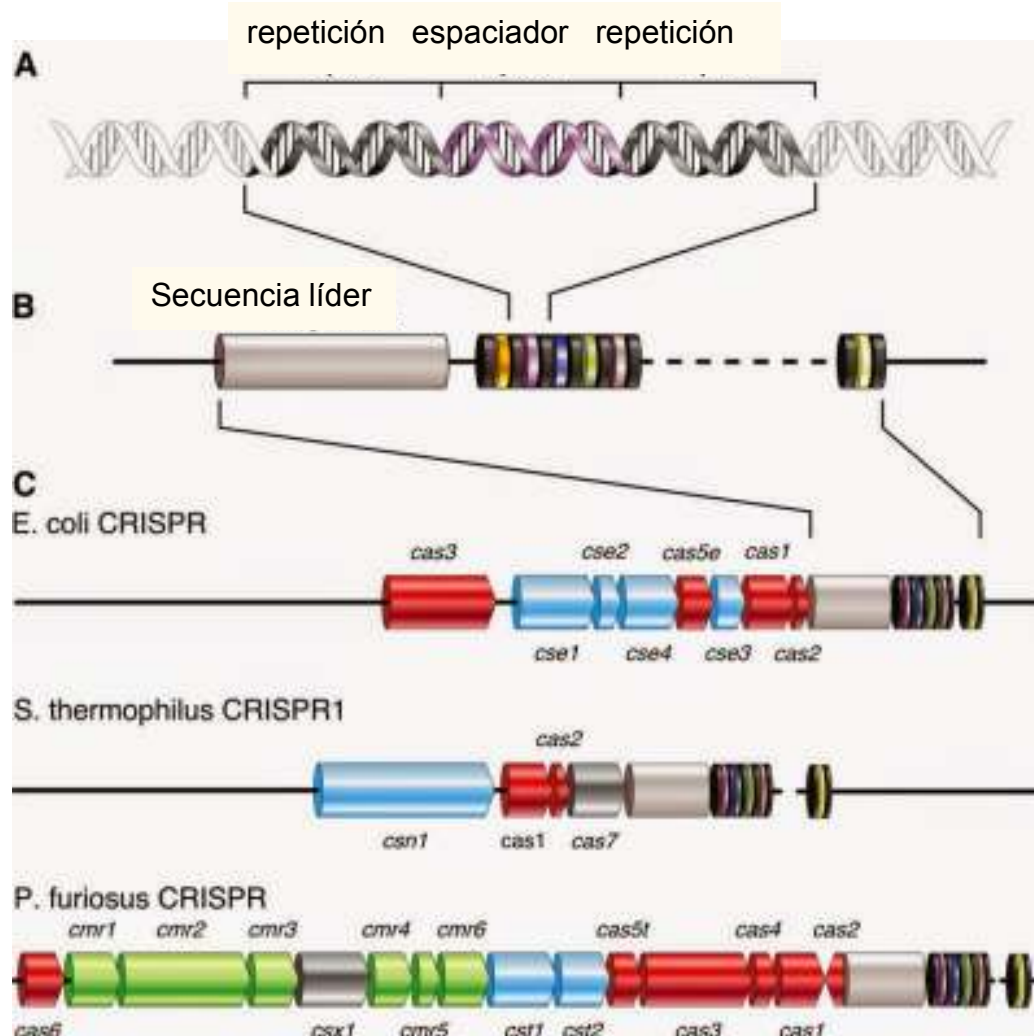 repetición espaciador repetición
A
Secuencia líder
B
C
E. coli CRISPR
cas3 cse2 cas5e cas1
cse1 cse4 cse3 cas2
S. thermophilus CRISPR1
cas2
csn1 cas1 cas7
P. furiosus CRISPR
cmr1 cmr2 cmr3 cmr4 cmr6 cas5t cas4 cas2
cas6 csx1 cmr5 cst1 cst2 cas3 cas1